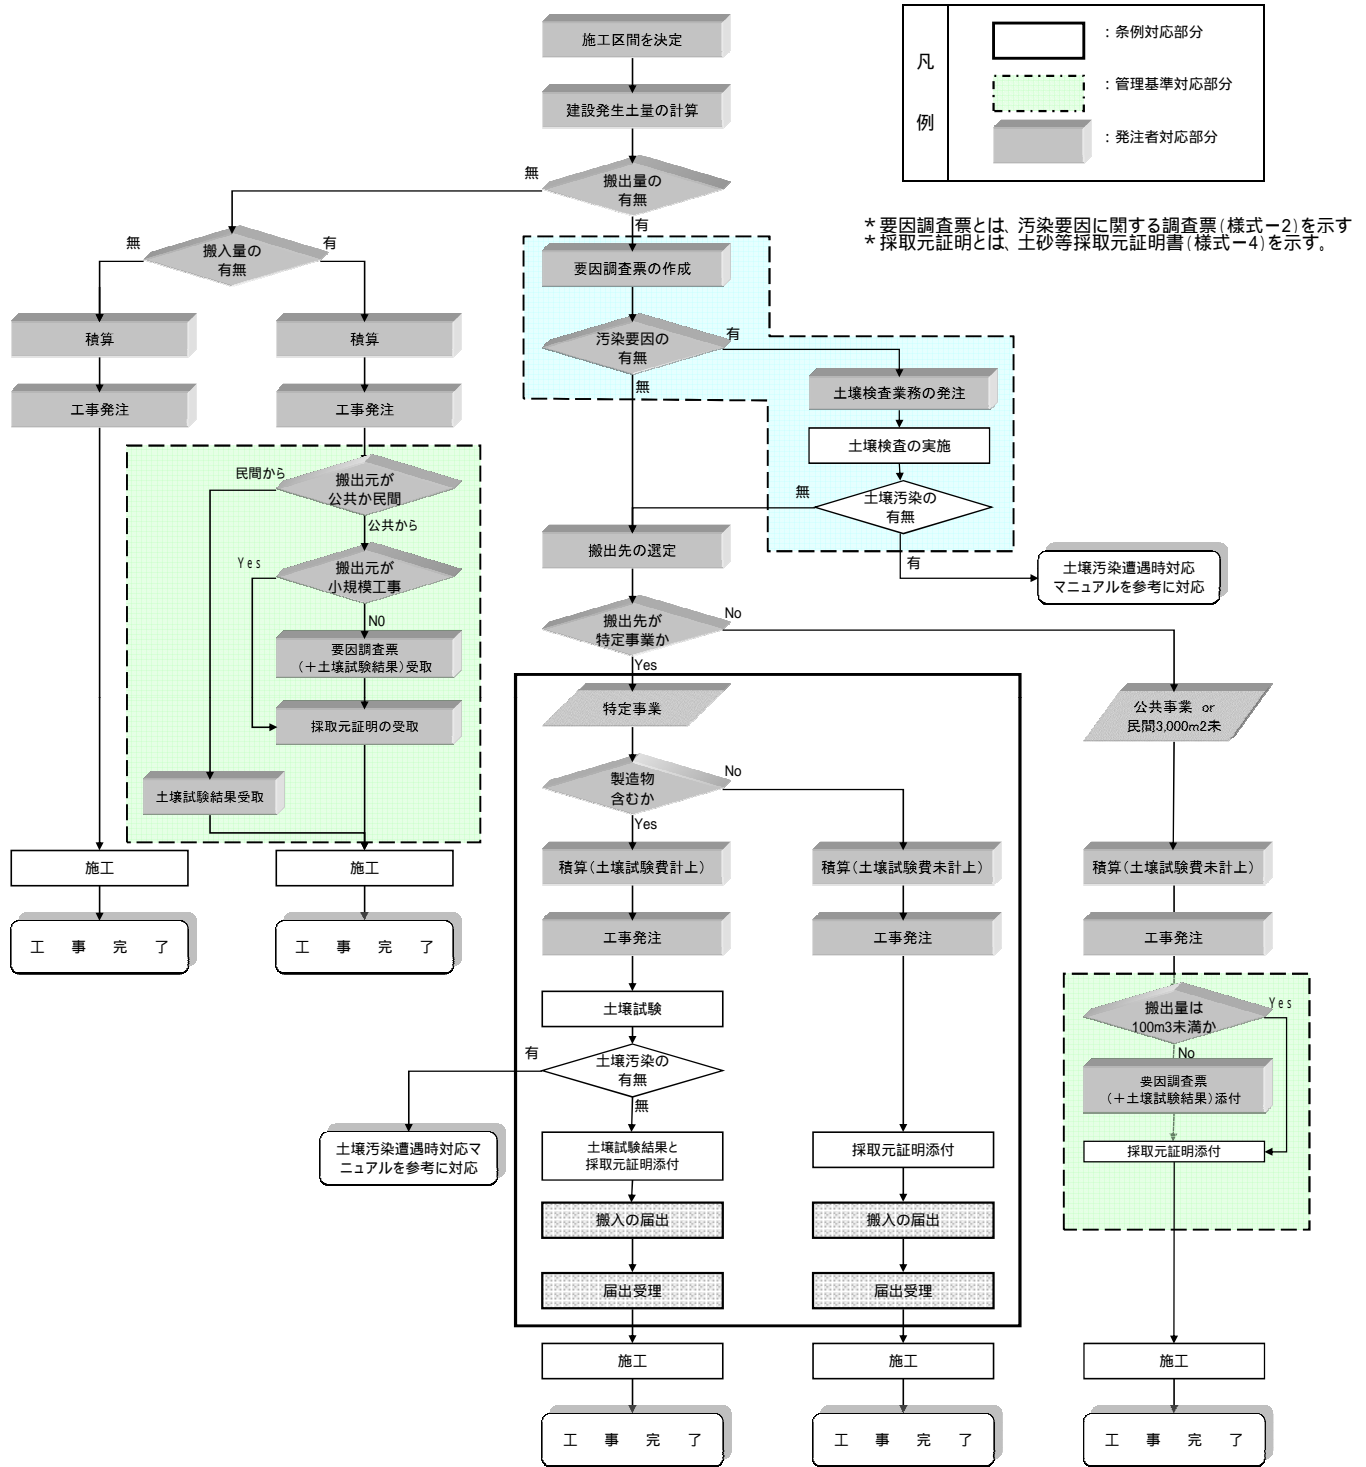 施工区間を決定
建設発生土量の計算
搬出量の
有無
無
有
凡
例
：条例対応部分
：管理基準対応部分
：発注者対応部分
＊要因調査票とは、汚染要因に関する調査票（様式－2）を示す
＊採取元証明とは、土砂等採取元証明書（様式－4）を示す。
搬入量の
有無
無
有
積算
工事発注
施工
工　事　完　了
積算
工事発注
搬出元が
公共か民間
民間から
公共から
搬出元が
小規模工事
Yes
NO
要因調査票
（＋土壌試験結果）受取
採取元証明の受取
土壌試験結果受取
施工
工　事　完　了
要因調査票の作成
汚染要因の
有無
有
無
土壌検査業務の発注
土壌検査の実施
土壌汚染の
有無
無
有
土壌汚染遭遇時対応
マニュアルを参考に対応
搬出先の選定
搬出先が
特定事業か
No
Yes
特定事業
製造物
含むか
No
Yes
積算（土壌試験費計上）
工事発注
土壌試験
土壌汚染の
有無
有
無
土壌汚染遭遇時対応マ
ニュアルを参考に対応
土壌試験結果と
採取元証明添付
搬入の届出
届出受理
施工
工　事　完　了
積算（土壌試験費未計上）
工事発注
採取元証明添付
搬入の届出
届出受理
施工
工　事　完　了
公共事業 or
民間3,000m2未
積算（土壌試験費未計上）
工事発注
搬出量は
100m3未満か
Yes
No
要因調査票
（＋土壌試験結果）添付
採取元証明添付
施工
工　事　完　了